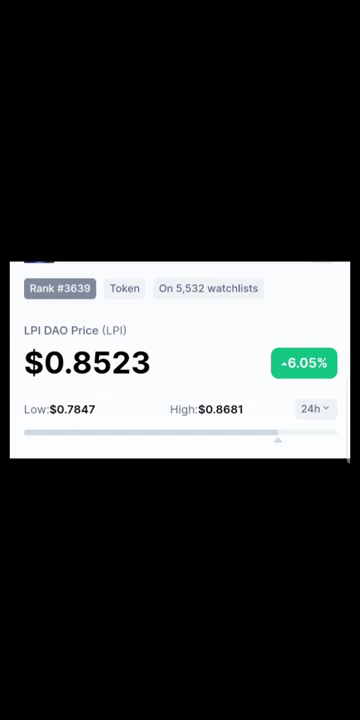 Rank #3639 Token On 5,532 watchlists
LPI DAO Price (LPI)
$0.8523 6.05%
Low:$0.7847 High:$0.8681 24h